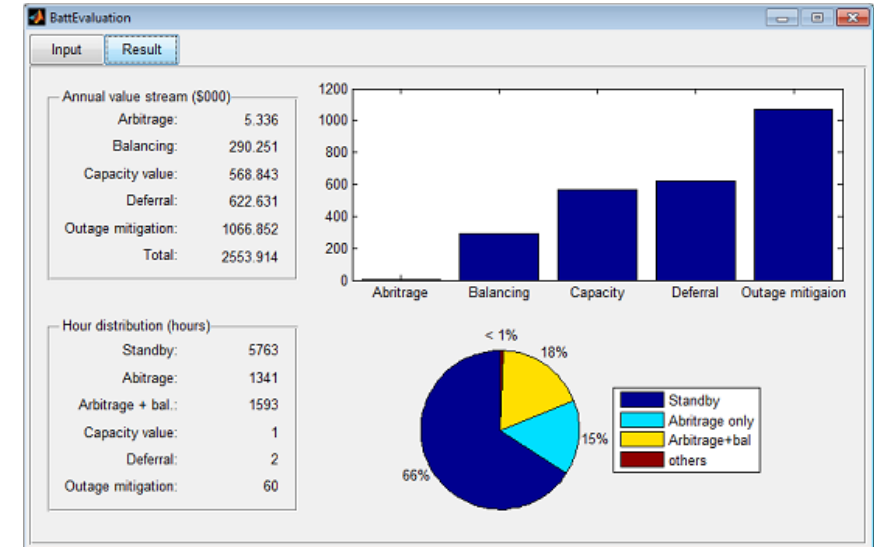 BattEvaluation
Input
Result
Annual value stream ($000)
Arbitrage: 5.336
Balancing: 290.251
Capacity value: 568.843
Deferral: 622.631
Outage mitigation: 1066.852
Total: 2553.914
1200
1000
800
600
400
200
0
Abritrage Balancing Capacity Deferral Outage mitigaion
Hour distribution (hours)
Standby: 5763
Abitrage: 1341
Arbitrage + bal.: 1593
Capacity value: 1
Deferral: 2
Outage mitigation: 60
< 1%
18%
15%
66%
Standby
Abritrage only
Arbitrage+bal
others